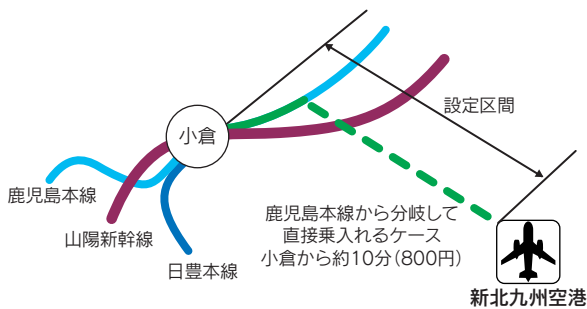 小倉
設定区間
鹿児島本線
山陽新幹線
日豊本線
鹿児島本線から分岐して
直接乗入れるケース
小倉から約10分(800円)
新北九州空港